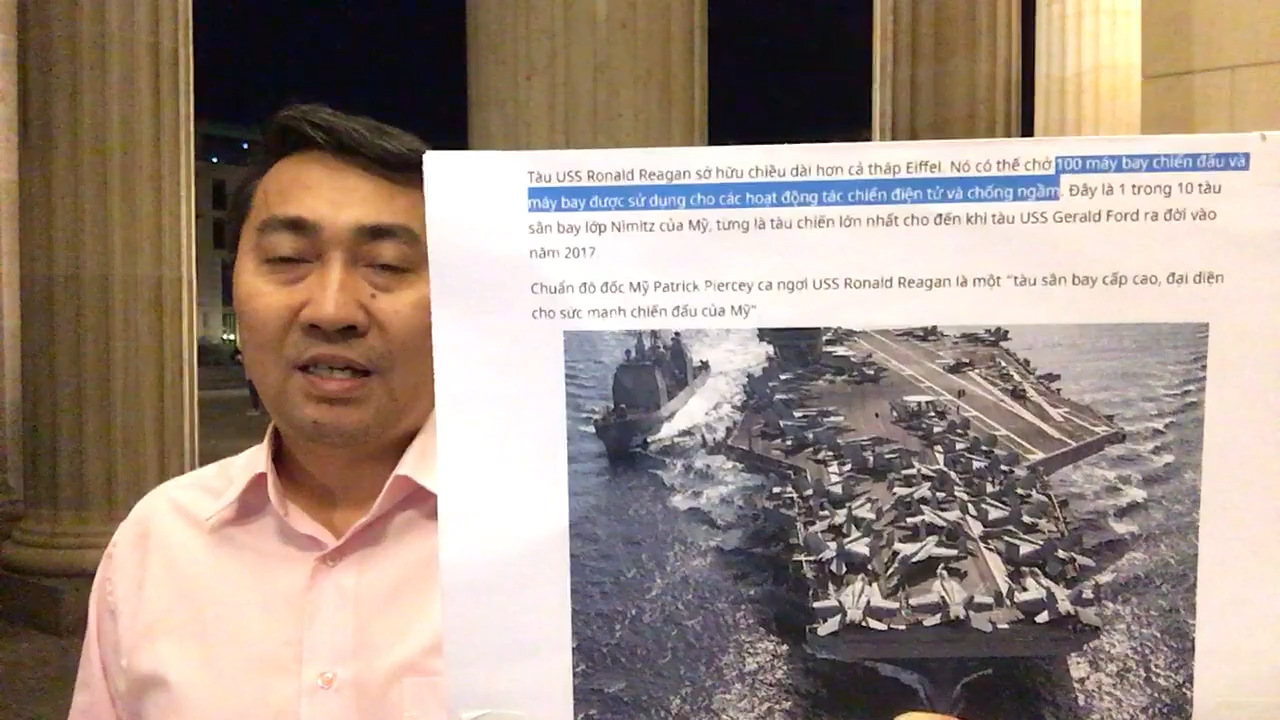 Tàu USS Ronald Reagan sở hữu chiều dài hơn cả tháp Eiffel. Nó có thể chở 100 máy bay chiến đấu và
máy bay được sử dụng cho các hoạt động tác chiến điện tử và chống ngầm. Đây là 1 trong 10 tàu
sân bay lớp Nimitz của Mỹ, từng là tàu chiến lớn nhất cho đến khi tàu USS Gerald Ford ra đời vào
năm 2017
Chuẩn đô đốc Mỹ Patrick Piercey ca ngợi USS Ronald Reagan là một "tàu sân bay cấp cao, đại diện
cho sức mạnh chiến đấu của Mỹ"